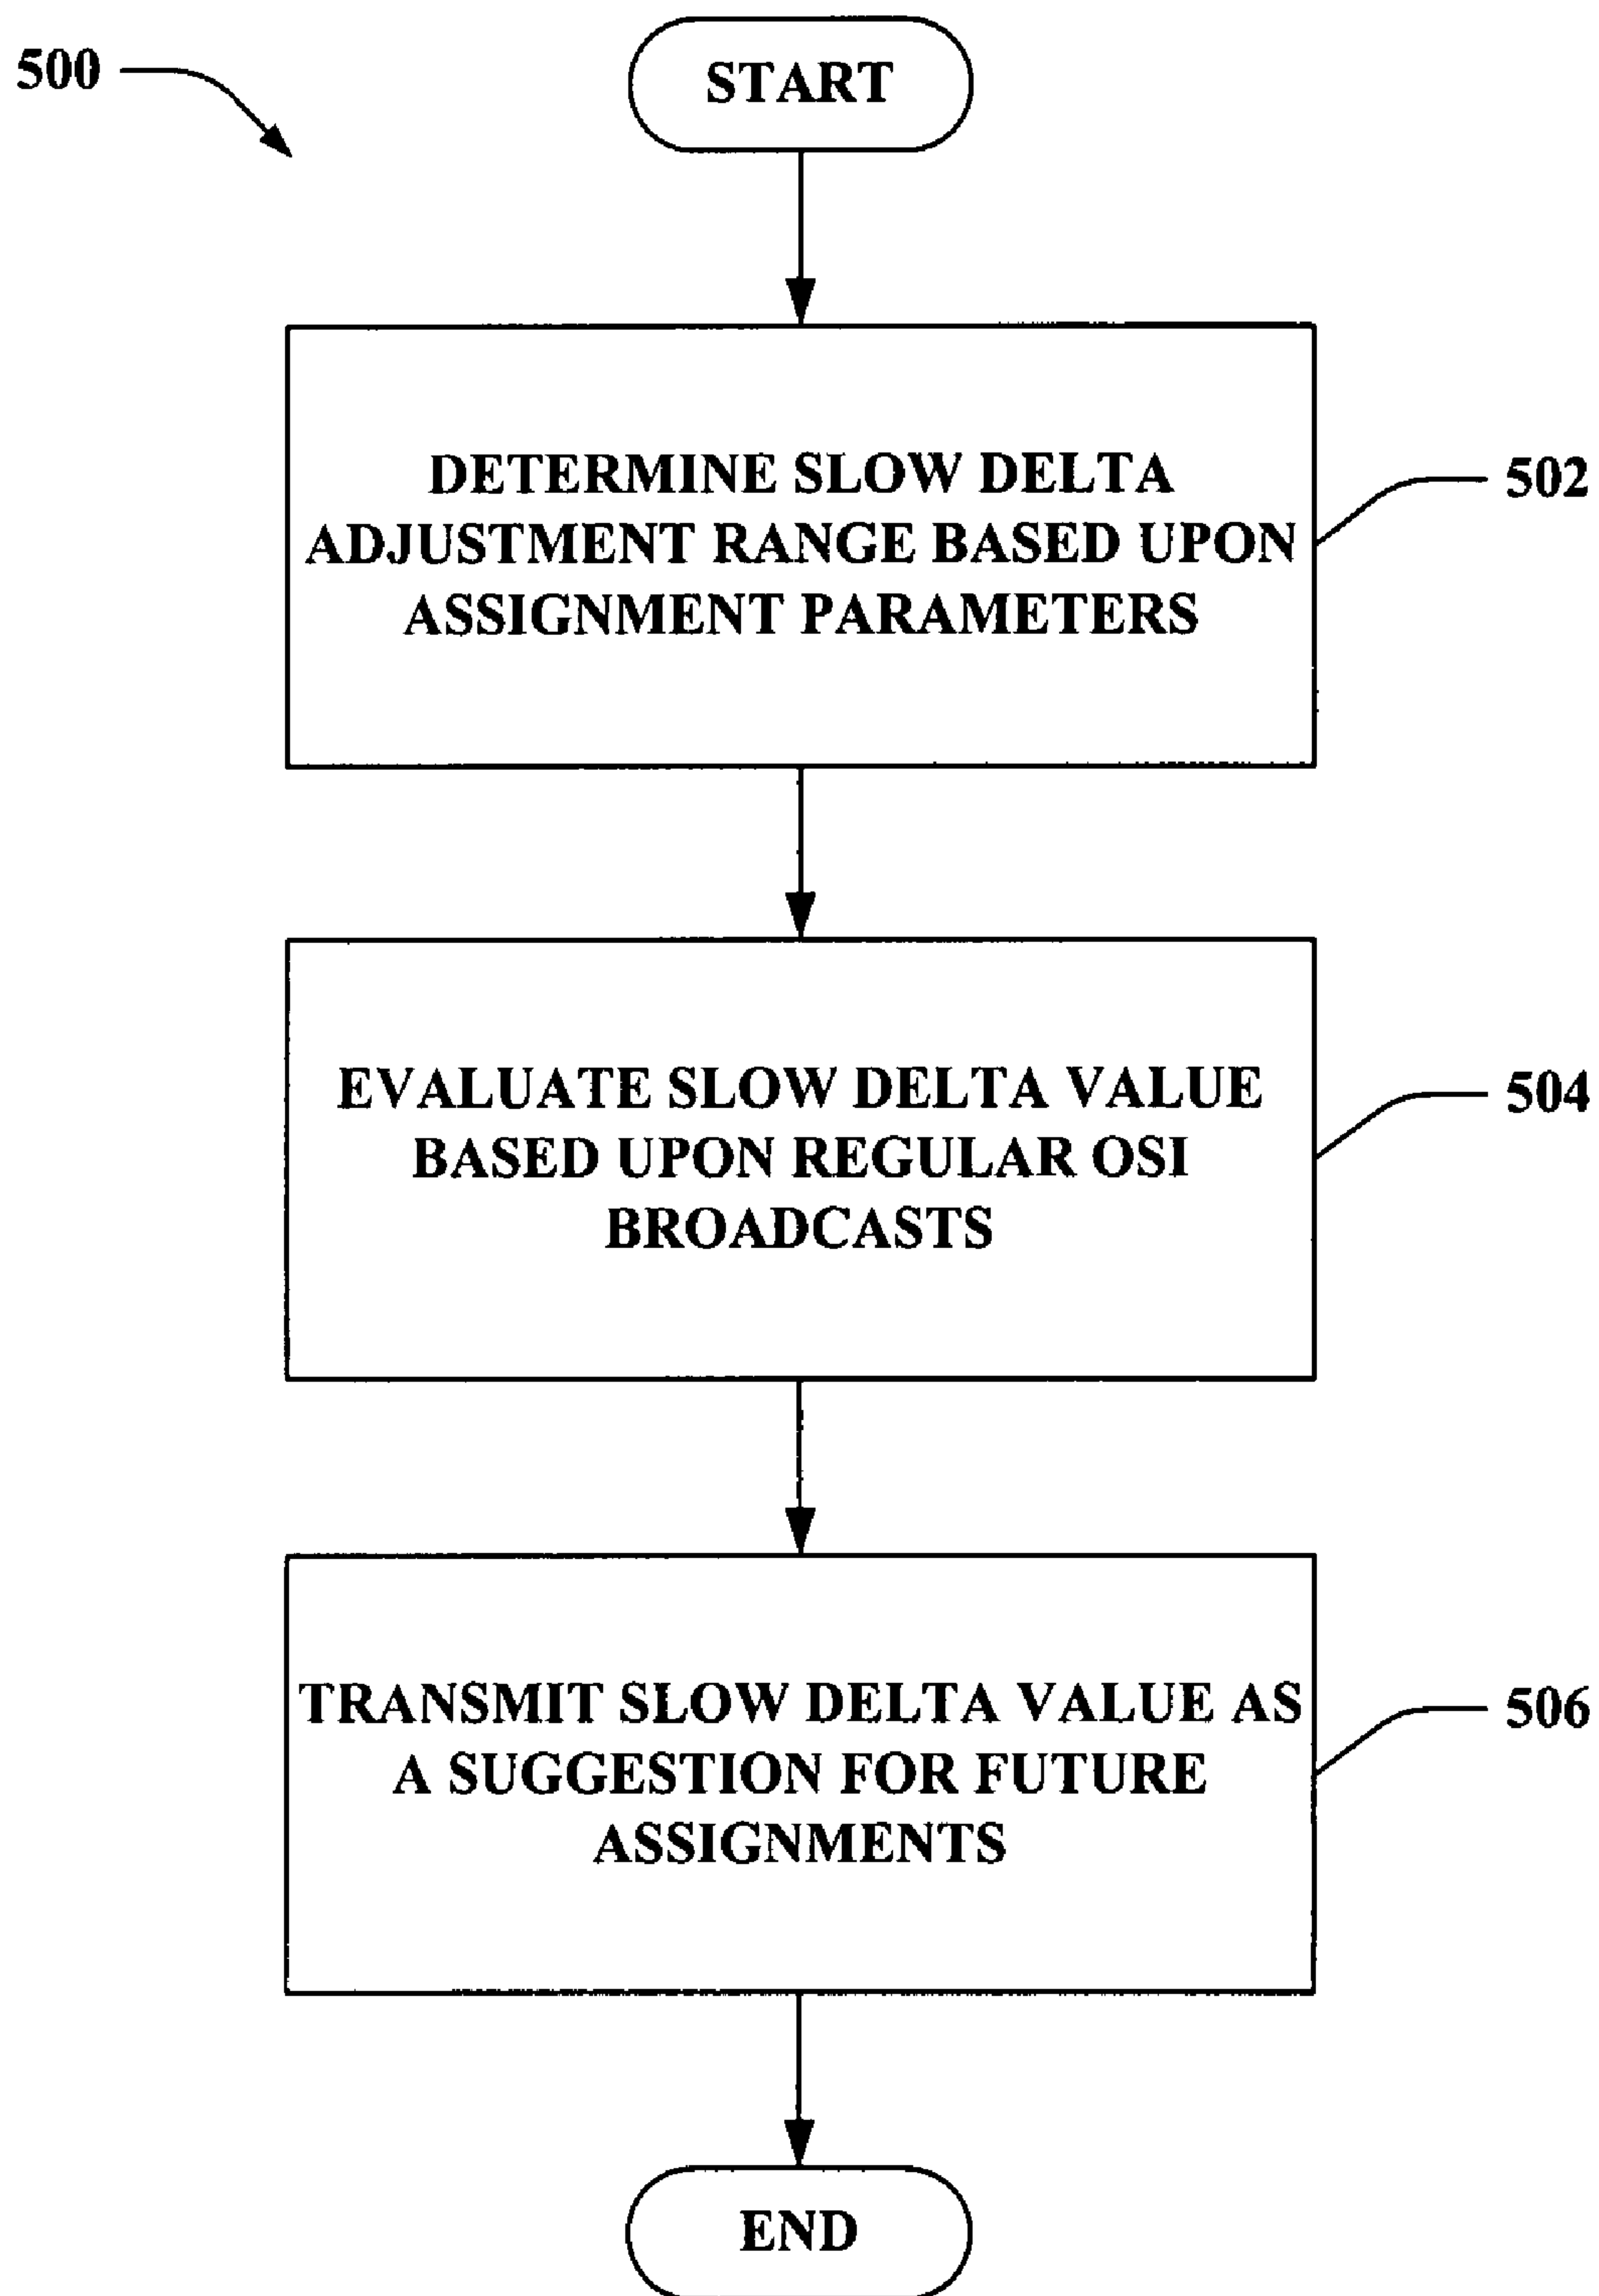 500
START
DETERMINE SLOW DELTA
ADJUSTMENT RANGE BASED UPON
ASSIGNMENT PARAMETERS
502
EVALUATE SLOW DELTA VALUE
BASED UPON REGULAR OSI
BROADCASTS
504
TRANSMIT SLOW DELTA VALUE AS
A SUGGESTION FOR FUTURE
ASSIGNMENTS
506
END